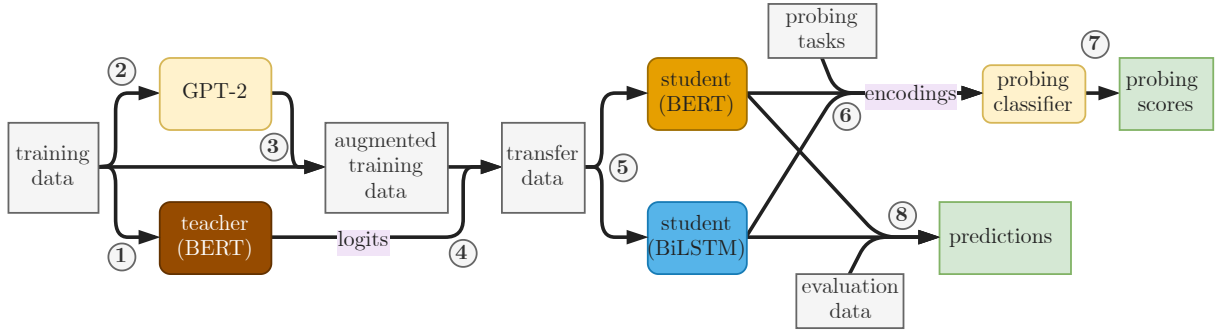 probing
tasks
7
2
GPT-2
student
(BERT)
encodings
probing
classifier
probing
scores
6
training
data
3
augmented
training
data
transfer
data
5
teacher
(BERT)
logits
1
4
student
(BiLSTM)
8
predictions
evaluation
data